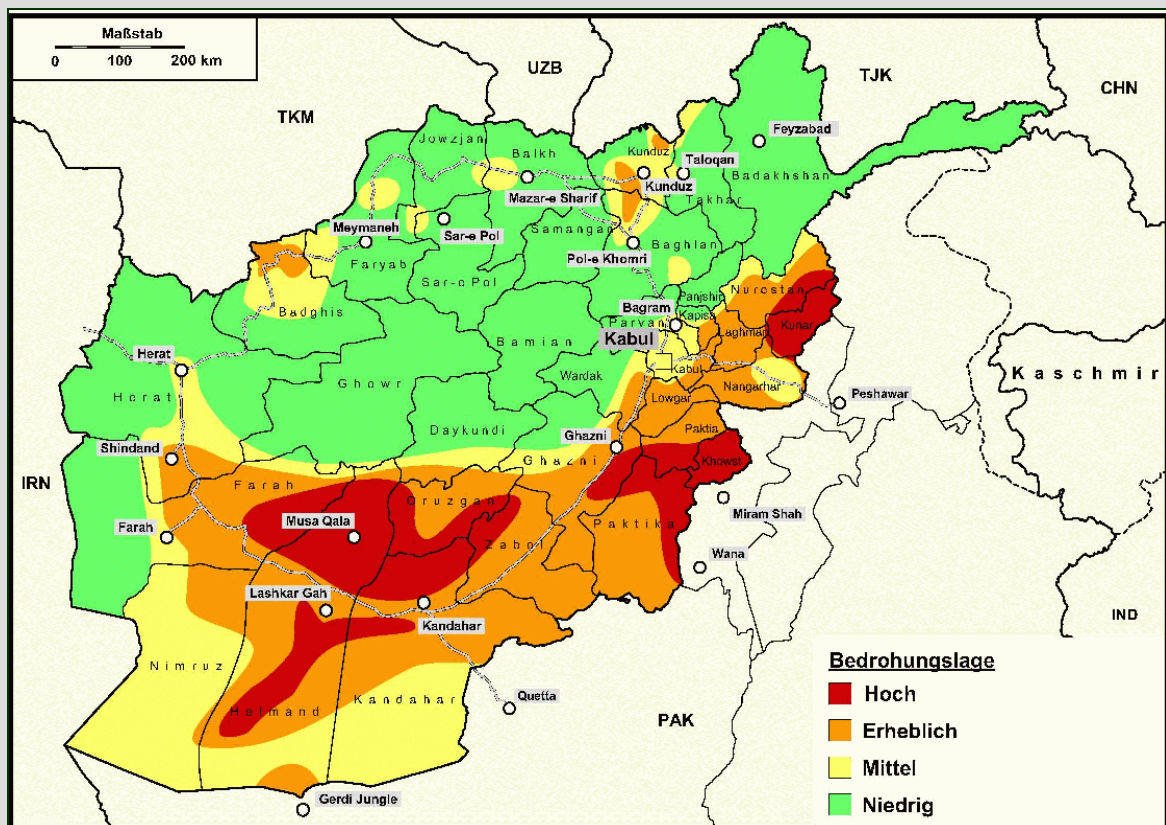 Maßstab
0 100 200 km
UZB
TJK
CHN
TKM
Jowzjan
Balkh
Kunduz
Taloqan
Feyzabad
Kunduz
Badakhshan
Mazar-e Sharif
Takhar
Meymaneh
Sar-e Pol
Samangan
Baghlan
Pol-e Khomri
Faryab
Sar-e Pol
Nurostan
Badghis
Panjshir
Bagram
Kapisa
Parvan
Kunar
Laghman
Kabul
Bamian
Herat
Kabul
Kaschmir
Ghowr
Wardak
Nangarhar
Horat
Lowgar
Peshawar
Daykundi
Paktia
Ghazni
Shindand
Ghazni
Khowst
IRN
Farah
Oruzgan
Miram Shah
Farah
Musa Qala
Paktika
Zabol
Wana
Lashkar Gah
Kandahar
IND
Nimruz
Bedrohungslage
Hoch
Kandahar
Quetta
Helmand
PAK
Erheblich
Mittel
Gerdi Jungle
Niedrig